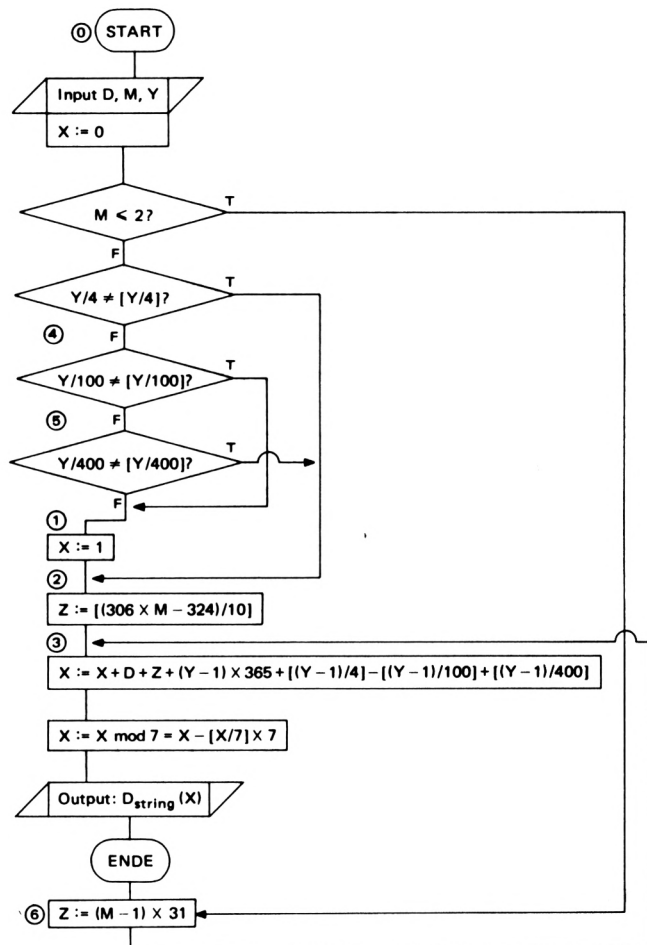 ⓪ START
Input D, M, Y
X := 0
M ⩽ 2? T
F
Y/4 ≠ [Y/4]? T
④ F
Y/100 ≠ [Y/100]? T
⑤ F
Y/400 ≠ [Y/400]? T
F
①
X := 1
②
Z := [(306 × M − 324)/10]
③
X := X + D + Z + (Y − 1) × 365 + [(Y − 1)/4] − [(Y − 1)/100] + [(Y − 1)/400]
X := X mod 7 = X − [X/7] × 7
Output: Dstring (X)
ENDE
⑥ Z := (M − 1) × 31